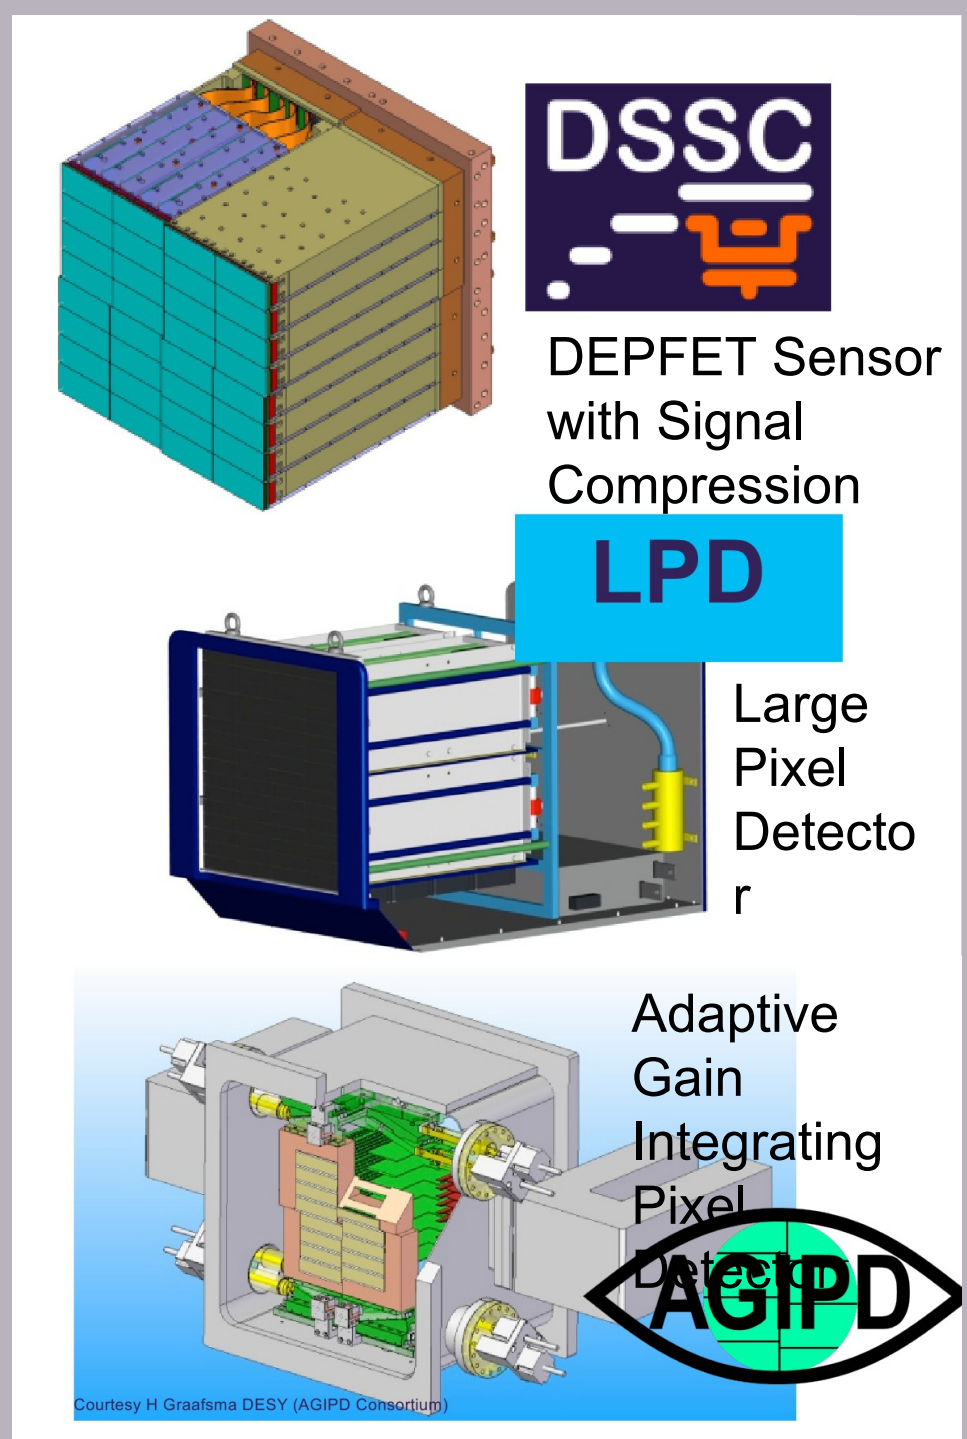 DSSC
DEPFET Sensor
with Signal
Compression
LPD
Large
Pixel
Detecto
r
Adaptive
Gain
Integrating
Pixel
Detector
AGIPD
Courtesy H Graafsma DESY (AGIPD Consortium)